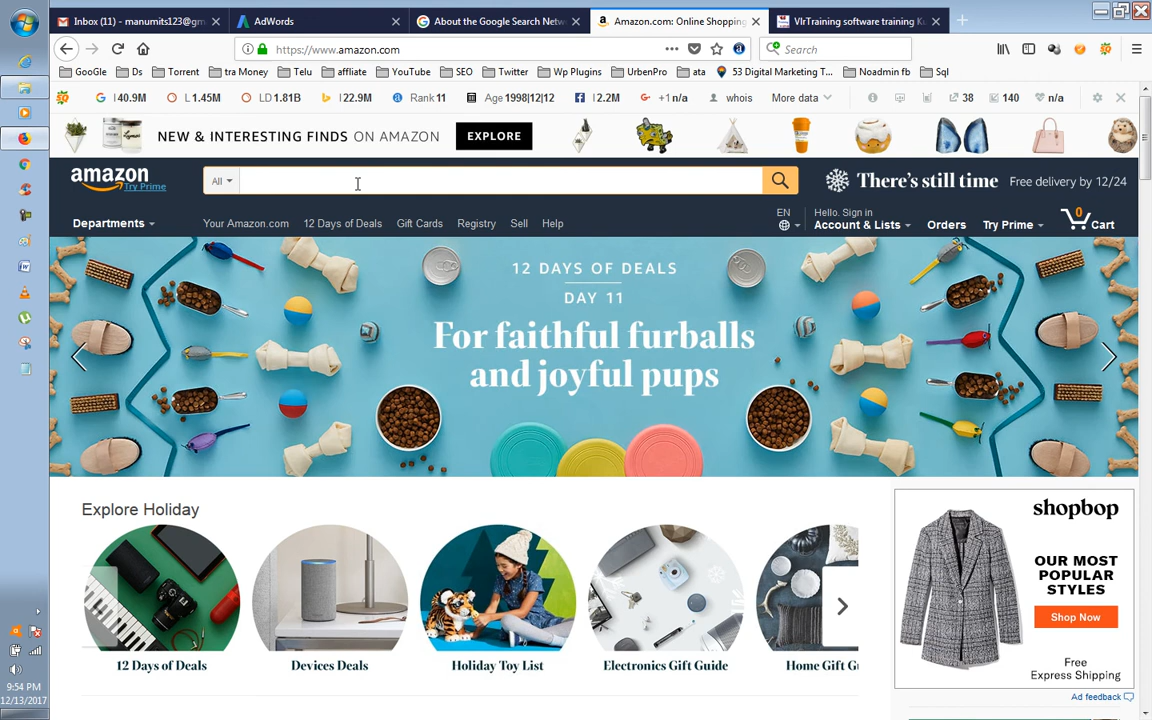 Inbox (11) - manumits123@gm
AdWords
About the Google Search Netw
Amazon.com: Online Shopping
VlrTraining software training Ku
https://www.amazon.com
Search
GooGle
Ds
Torrent
tra Money
Telu
affliate
YouTube
SEO
Twitter
Wp Plugins
UrbenPro
ata
53 Digital Marketing T...
Noadmin fb
Sql
I 40.9M
L 1.45M
LD 1.81B
I 22.9M
Rank 11
Age 1998|12|12
I 2.2M
+1 n/a
whois
More data
38
140
n/a
NEW & INTERESTING FINDS ON AMAZON
EXPLORE
amazon
Try Prime
All
There's still time
Free delivery by 12/24
Departments
Your Amazon.com
12 Days of Deals
Gift Cards
Registry
Sell
Help
EN
Hello. Sign in
Account & Lists
Orders
Try Prime
0
Cart
12 DAYS OF DEALS
DAY 11
For faithful furballs
and joyful pups
Explore Holiday
12 Days of Deals
Devices Deals
Holiday Toy List
Electronics Gift Guide
Home Gift Gu
shopbop
OUR MOST
POPULAR
STYLES
Shop Now
Free
Express Shipping
Ad feedback
9:54 PM
12/13/2017